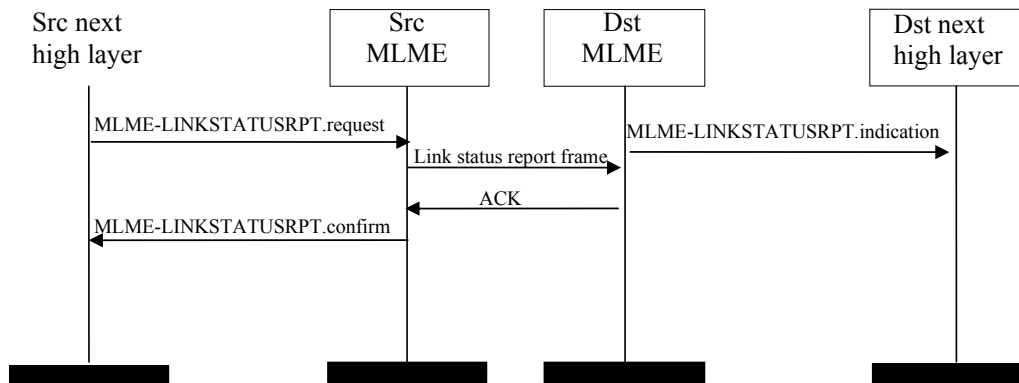 Src next
high layer
Src
MLME
Dst
MLME
Dst next
high layer
MLME-LINKSTATUSRPT.request
MLME-LINKSTATUSRPT.indication
Link status report frame
ACK
MLME-LINKSTATUSRPT.confirm